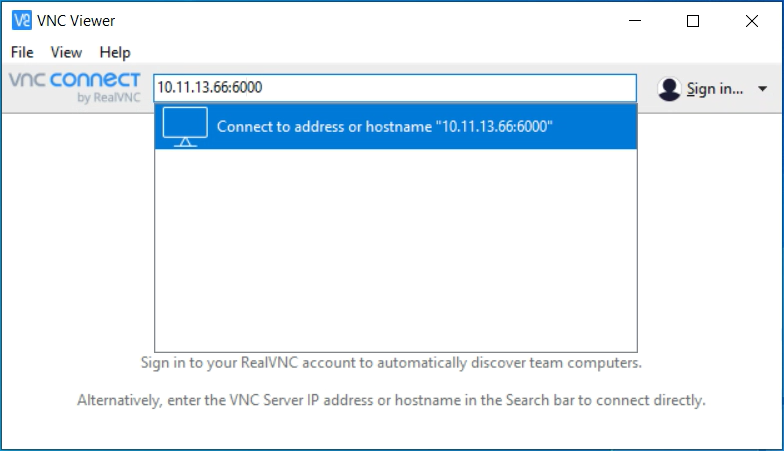 VNC Viewer
File View Help
vnc connect
by RealVNC
10.11.13.66:6000
Sign in...
Connect to address or hostname "10.11.13.66:6000"
Sign in to your RealVNC account to automatically discover team computers.
Alternatively, enter the VNC Server IP address or hostname in the Search bar to connect directly.